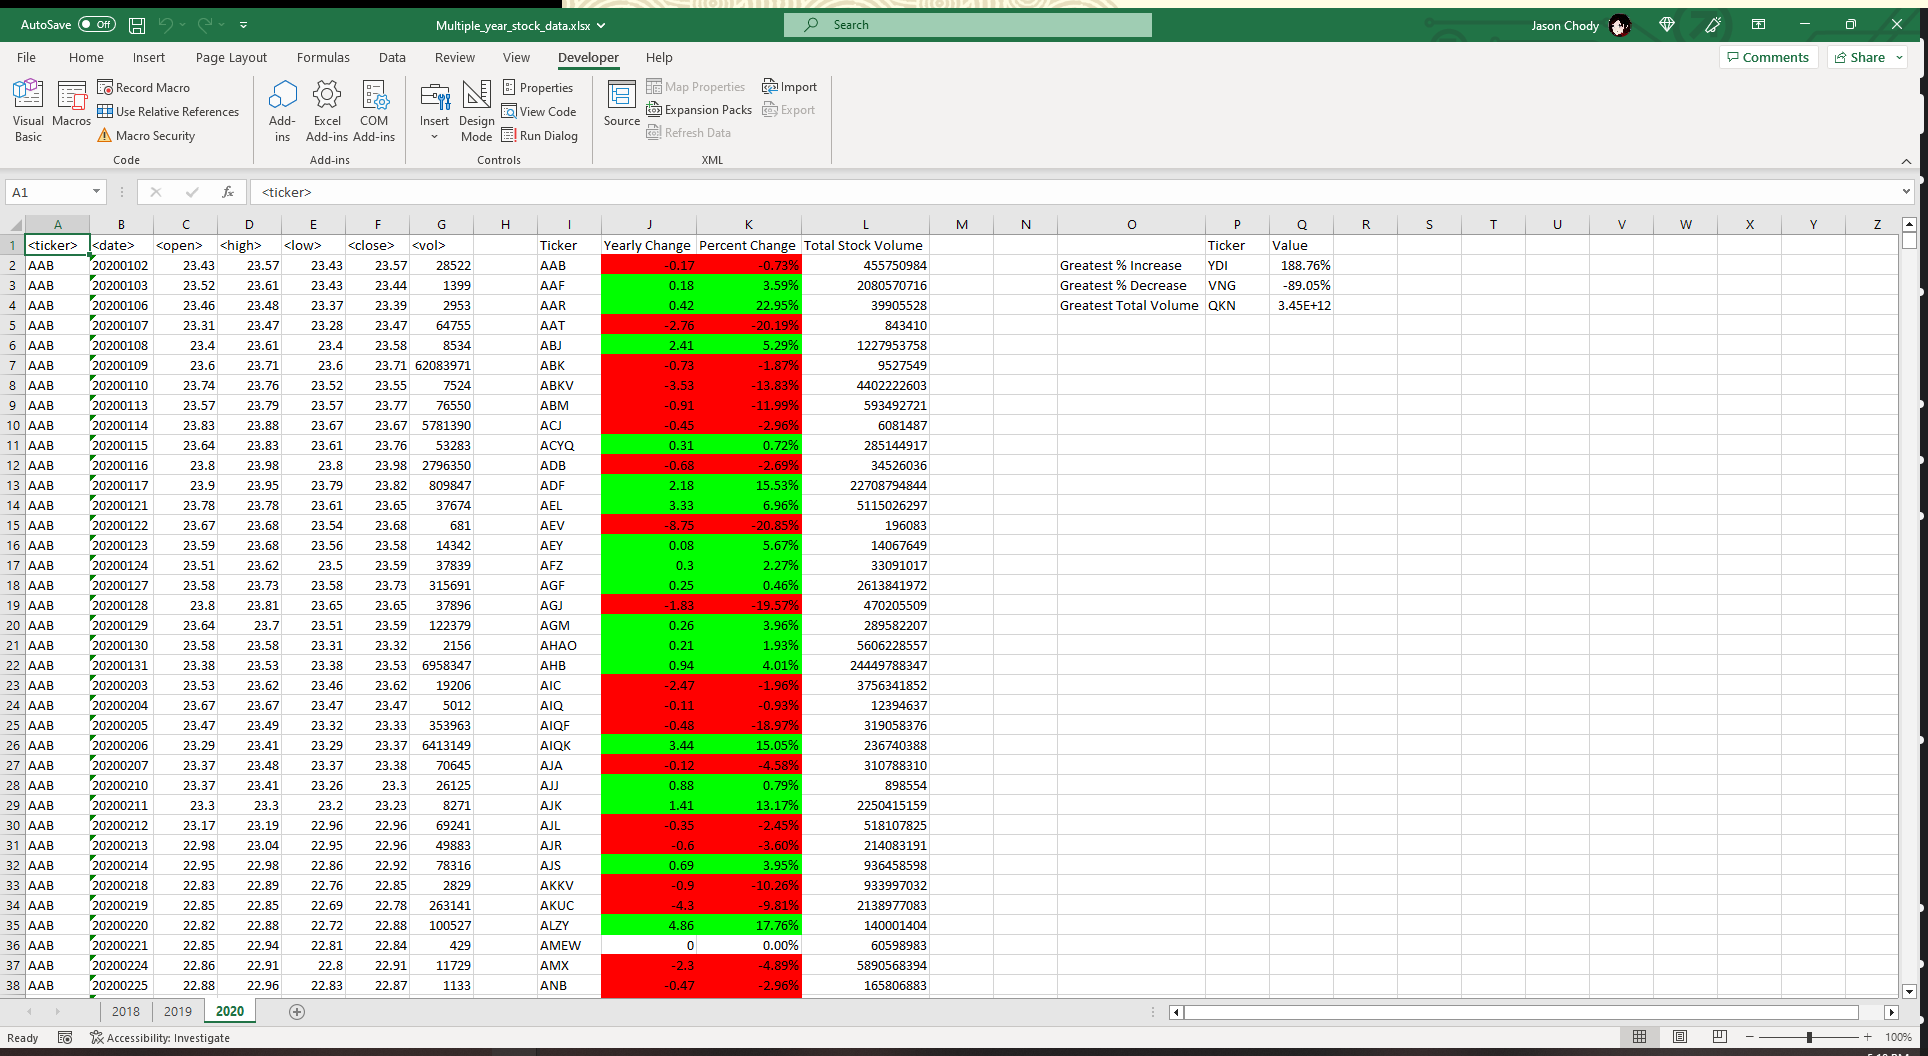 AutoSave Off Multiple_year_stock_data.xlsx Search Jason Chody
File Home Insert Page Layout Formulas Data Review View Developer Help Comments Share
Visual Basic Macros Record Macro Use Relative References Macro Security Code
Add-ins Excel Add-ins COM Add-ins Add-ins
Insert Design Mode Properties View Code Run Dialog Controls
Source Map Properties Expansion Packs Refresh Data Import Export XML
A1 fx <ticker>
A B C D E F G H I J K L M N O P Q R S T U V W X Y Z
1 <ticker> <date> <open> <high> <low> <close> <vol> Ticker Yearly Change Percent Change Total Stock Volume Ticker Value
2 AAB 20200102 23.43 23.57 23.43 23.57 28522 AAB -0.17 -0.73% 455750984 Greatest % Increase YDI 188.76%
3 AAB 20200103 23.52 23.61 23.43 23.44 1399 AAF 0.18 3.59% 2080570716 Greatest % Decrease VNG -89.05%
4 AAB 20200106 23.46 23.48 23.37 23.39 2953 AAR 0.42 22.95% 39905528 Greatest Total Volume QKN 3.45E+12
5 AAB 20200107 23.31 23.47 23.28 23.47 64755 AAT -2.76 -20.19% 843410
6 AAB 20200108 23.4 23.61 23.4 23.58 8534 ABJ 2.41 5.29% 1227953758
7 AAB 20200109 23.6 23.71 23.6 23.71 62083971 ABK -0.73 -1.87% 9527549
8 AAB 20200110 23.74 23.76 23.52 23.55 7524 ABKV -3.53 -13.83% 4402222603
9 AAB 20200113 23.57 23.79 23.57 23.77 76550 ABM -0.91 -11.99% 593492721
10 AAB 20200114 23.83 23.88 23.67 23.67 5781390 ACJ -0.45 -2.96% 6081487
11 AAB 20200115 23.64 23.83 23.61 23.76 53283 ACYQ 0.31 0.72% 285144917
12 AAB 20200116 23.8 23.98 23.8 23.98 2796350 ADB -0.68 -2.69% 34526036
13 AAB 20200117 23.9 23.95 23.79 23.82 809847 ADF 2.18 15.53% 22708794844
14 AAB 20200121 23.78 23.78 23.61 23.65 37674 AEL 3.33 6.96% 5115026297
15 AAB 20200122 23.67 23.68 23.54 23.68 681 AEV -8.75 -20.85% 196083
16 AAB 20200123 23.59 23.68 23.56 23.58 14342 AEY 0.08 5.67% 14067649
17 AAB 20200124 23.51 23.62 23.5 23.59 37839 AFZ 0.3 2.27% 33091017
18 AAB 20200127 23.58 23.73 23.58 23.73 315691 AGF 0.25 0.46% 2613841972
19 AAB 20200128 23.8 23.81 23.65 23.65 37896 AGJ -1.83 -19.57% 470205509
20 AAB 20200129 23.64 23.7 23.51 23.59 122379 AGM 0.26 3.96% 289582207
21 AAB 20200130 23.58 23.58 23.31 23.32 2156 AHAO 0.21 1.93% 5606228557
22 AAB 20200131 23.38 23.53 23.38 23.53 6958347 AHB 0.94 4.01% 24449788347
23 AAB 20200203 23.53 23.62 23.46 23.62 19206 AIC -2.47 -1.96% 3756341852
24 AAB 20200204 23.67 23.67 23.47 23.47 5012 AIQ -0.11 -0.93% 12394637
25 AAB 20200205 23.47 23.49 23.32 23.33 353963 AIQF -0.48 -18.97% 319058376
26 AAB 20200206 23.29 23.41 23.29 23.37 6413149 AIQK 3.44 15.05% 236740388
27 AAB 20200207 23.37 23.48 23.37 23.38 70645 AJA -0.12 -4.58% 310788310
28 AAB 20200210 23.37 23.41 23.26 23.3 26125 AJJ 0.88 0.79% 898554
29 AAB 20200211 23.3 23.3 23.2 23.23 8271 AJK 1.41 13.17% 2250415159
30 AAB 20200212 23.17 23.19 22.96 22.96 69241 AJL -0.35 -2.45% 518107825
31 AAB 20200213 22.98 23.04 22.95 22.96 49883 AJR -0.6 -3.60% 214083191
32 AAB 20200214 22.95 22.98 22.86 22.92 78316 AJS 0.69 3.95% 936458598
33 AAB 20200218 22.83 22.89 22.76 22.85 2829 AKKV -0.9 -10.26% 933997032
34 AAB 20200219 22.85 22.85 22.69 22.78 263141 AKUC -4.3 -9.81% 2138977083
35 AAB 20200220 22.82 22.88 22.72 22.88 100527 ALZY 4.86 17.76% 140001404
36 AAB 20200221 22.85 22.94 22.81 22.84 429 AMEW 0 0.00% 60598983
37 AAB 20200224 22.86 22.91 22.8 22.91 11729 AMX -2.3 -4.89% 5890568394
38 AAB 20200225 22.88 22.96 22.83 22.87 1133 ANB -0.47 -2.96% 165806883
2018 2019 2020
Ready Accessibility: Investigate 100%